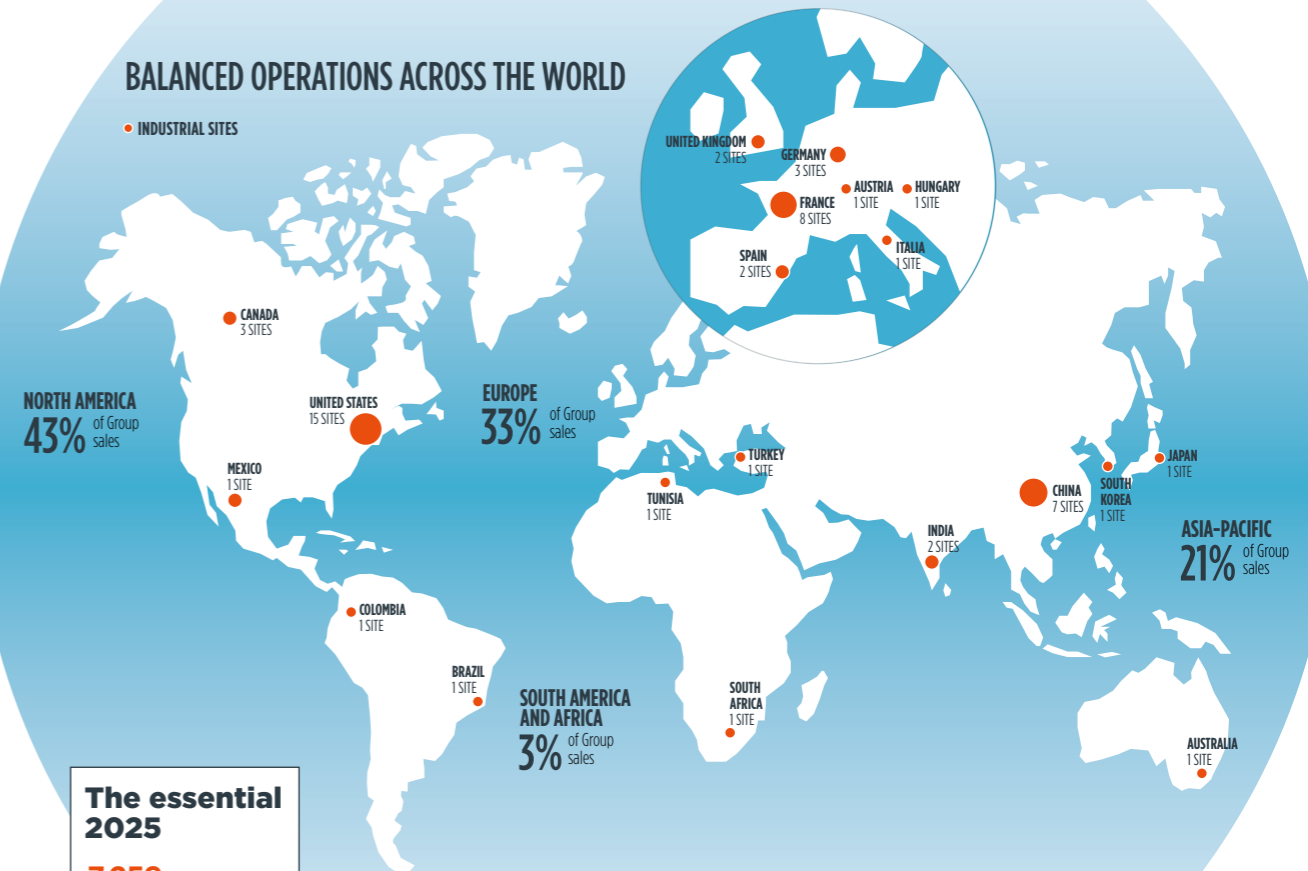 BALANCED OPERATIONS ACROSS THE WORLD
INDUSTRIAL SITES
UNITED KINGDOM
2 SITES
GERMANY
3 SITES
AUSTRIA
1 SITE
HUNGARY
1 SITE
FRANCE
8 SITES
SPAIN
2 SITES
ITALIA
1 SITE
CANADA
3 SITES
NORTH AMERICA
43% of Group
sales
UNITED STATES
15 SITES
EUROPE
33% of Group
sales
MEXICO
1 SITE
TURKEY
1 SITE
TUNISIA
1 SITE
JAPAN
1 SITE
SOUTH
KOREA
1 SITE
CHINA
7 SITES
INDIA
2 SITES
ASIA-PACIFIC
21% of Group
sales
COLOMBIA
1 SITE
BRAZIL
1 SITE
SOUTH AMERICA
AND AFRICA
3% of Group
sales
SOUTH
AFRICA
1 SITE
AUSTRALIA
1 SITE
The essential
2025